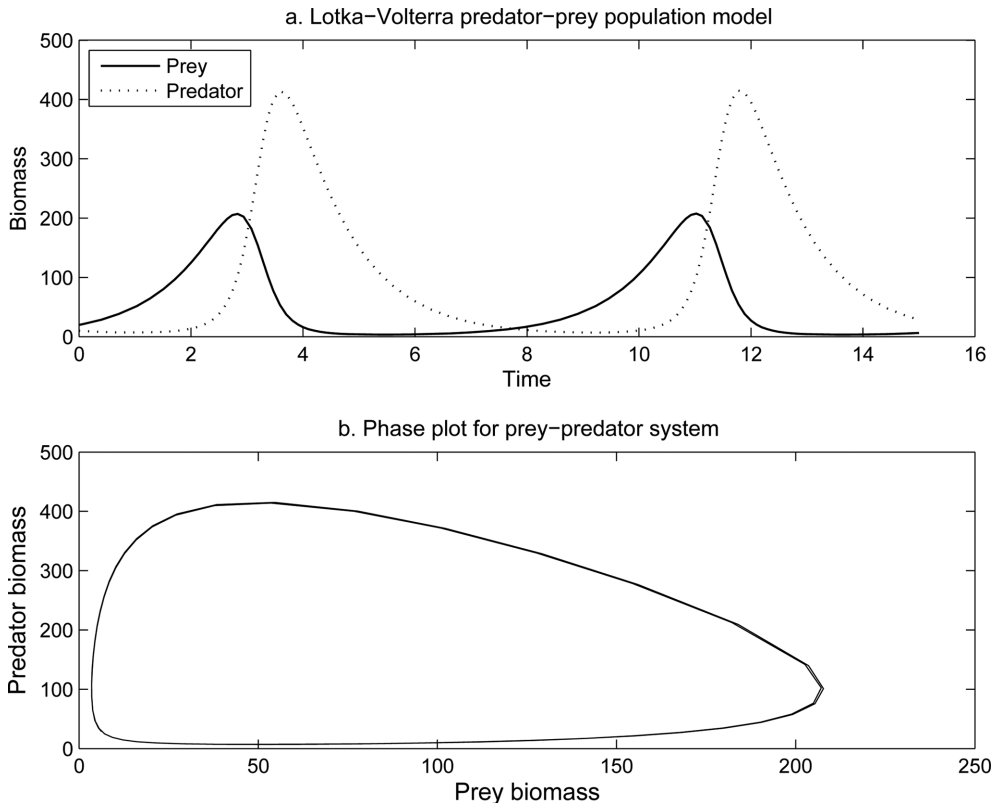 a. Lotka−Volterra predator−prey population model
500
400
300
200
100
0
Biomass
Prey
Predator
0 2 4 6 8 10 12 14 16
Time
b. Phase plot for prey−predator system
500
400
300
200
100
0
Predator biomass
0 50 100 150 200 250
Prey biomass